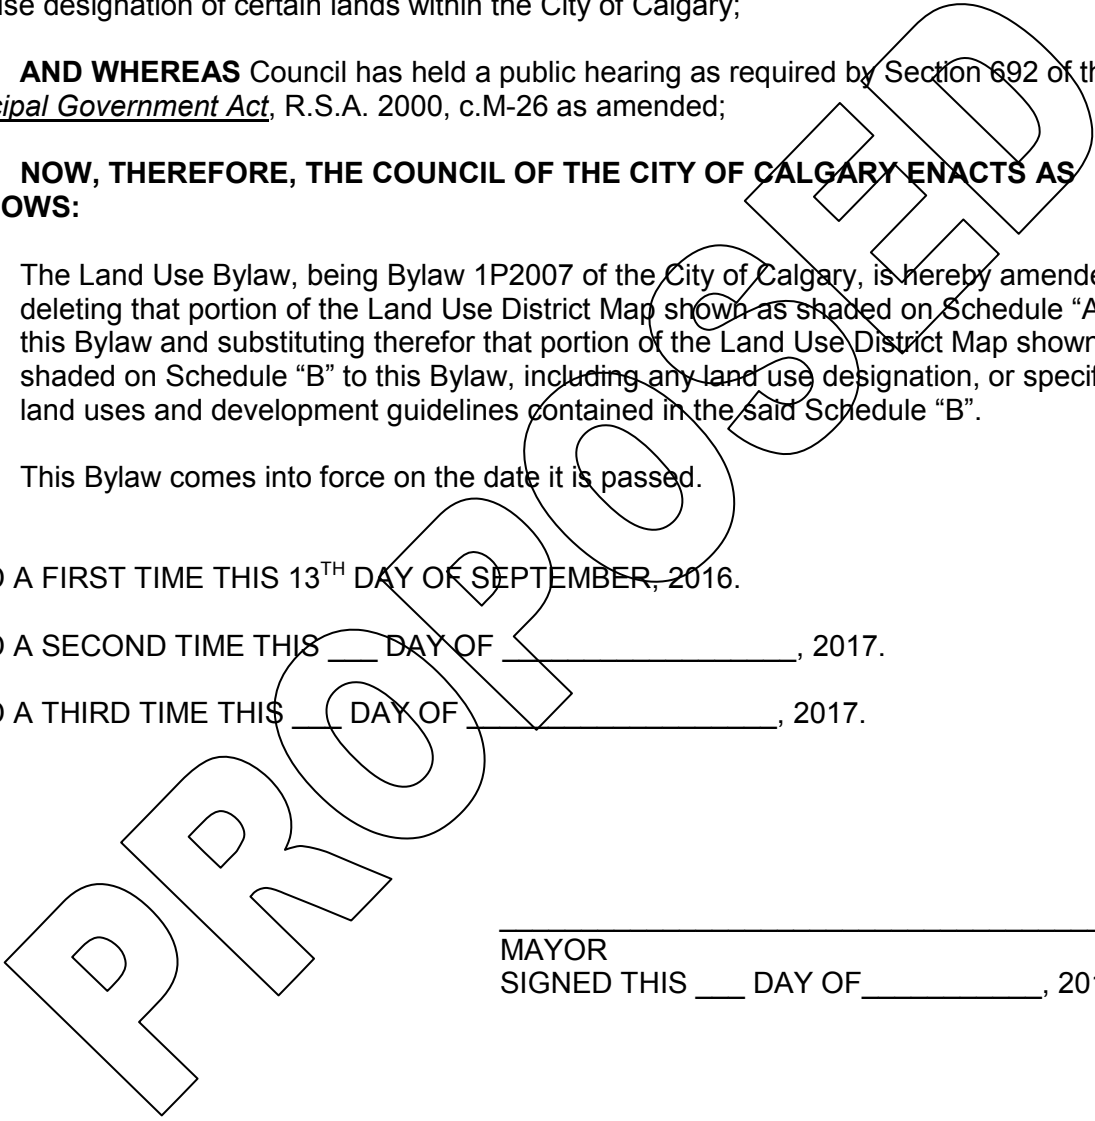 use designation of certain lands within the City of Calgary;
AND WHEREAS Council has held a public hearing as required by Section 692 of th
cipal Government Act, R.S.A. 2000, c.M-26 as amended;
NOW, THEREFORE, THE COUNCIL OF THE CITY OF CALGARY ENACTS AS
OWS:
The Land Use Bylaw, being Bylaw 1P2007 of the City of Calgary, is hereby amende
deleting that portion of the Land Use District Map shown as shaded on Schedule “A
this Bylaw and substituting therefor that portion of the Land Use District Map shown
shaded on Schedule “B” to this Bylaw, including any land use designation, or specif
land uses and development guidelines contained in the said Schedule “B”.
This Bylaw comes into force on the date it is passed.
D A FIRST TIME THIS 13TH DAY OF SEPTEMBER, 2016.
D A SECOND TIME THIS ___ DAY OF __________________, 2017.
D A THIRD TIME THIS ___ DAY OF ___________________, 2017.
MAYOR
SIGNED THIS ___ DAY OF___________, 201
PROPOSED